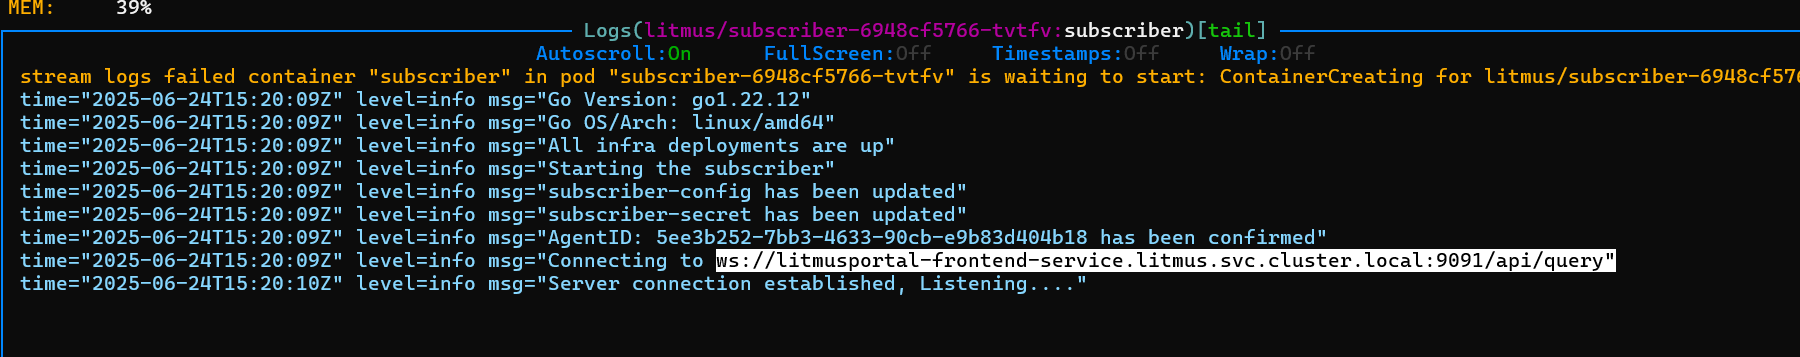 MEM: 39%
Logs(litmus/subscriber-6948cf5766-tvtfv:subscriber)[tail]
Autoscroll:On FullScreen:Off Timestamps:Off Wrap:Off
stream logs failed container "subscriber" in pod "subscriber-6948cf5766-tvtfv" is waiting to start: ContainerCreating for litmus/subscriber-6948cf576
time="2025-06-24T15:20:09Z" level=info msg="Go Version: go1.22.12"
time="2025-06-24T15:20:09Z" level=info msg="Go OS/Arch: linux/amd64"
time="2025-06-24T15:20:09Z" level=info msg="All infra deployments are up"
time="2025-06-24T15:20:09Z" level=info msg="Starting the subscriber"
time="2025-06-24T15:20:09Z" level=info msg="subscriber-config has been updated"
time="2025-06-24T15:20:09Z" level=info msg="subscriber-secret has been updated"
time="2025-06-24T15:20:09Z" level=info msg="AgentID: 5ee3b252-7bb3-4633-90cb-e9b83d404b18 has been confirmed"
time="2025-06-24T15:20:09Z" level=info msg="Connecting to ws://litmusportal-frontend-service.litmus.svc.cluster.local:9091/api/query"
time="2025-06-24T15:20:10Z" level=info msg="Server connection established, Listening...."